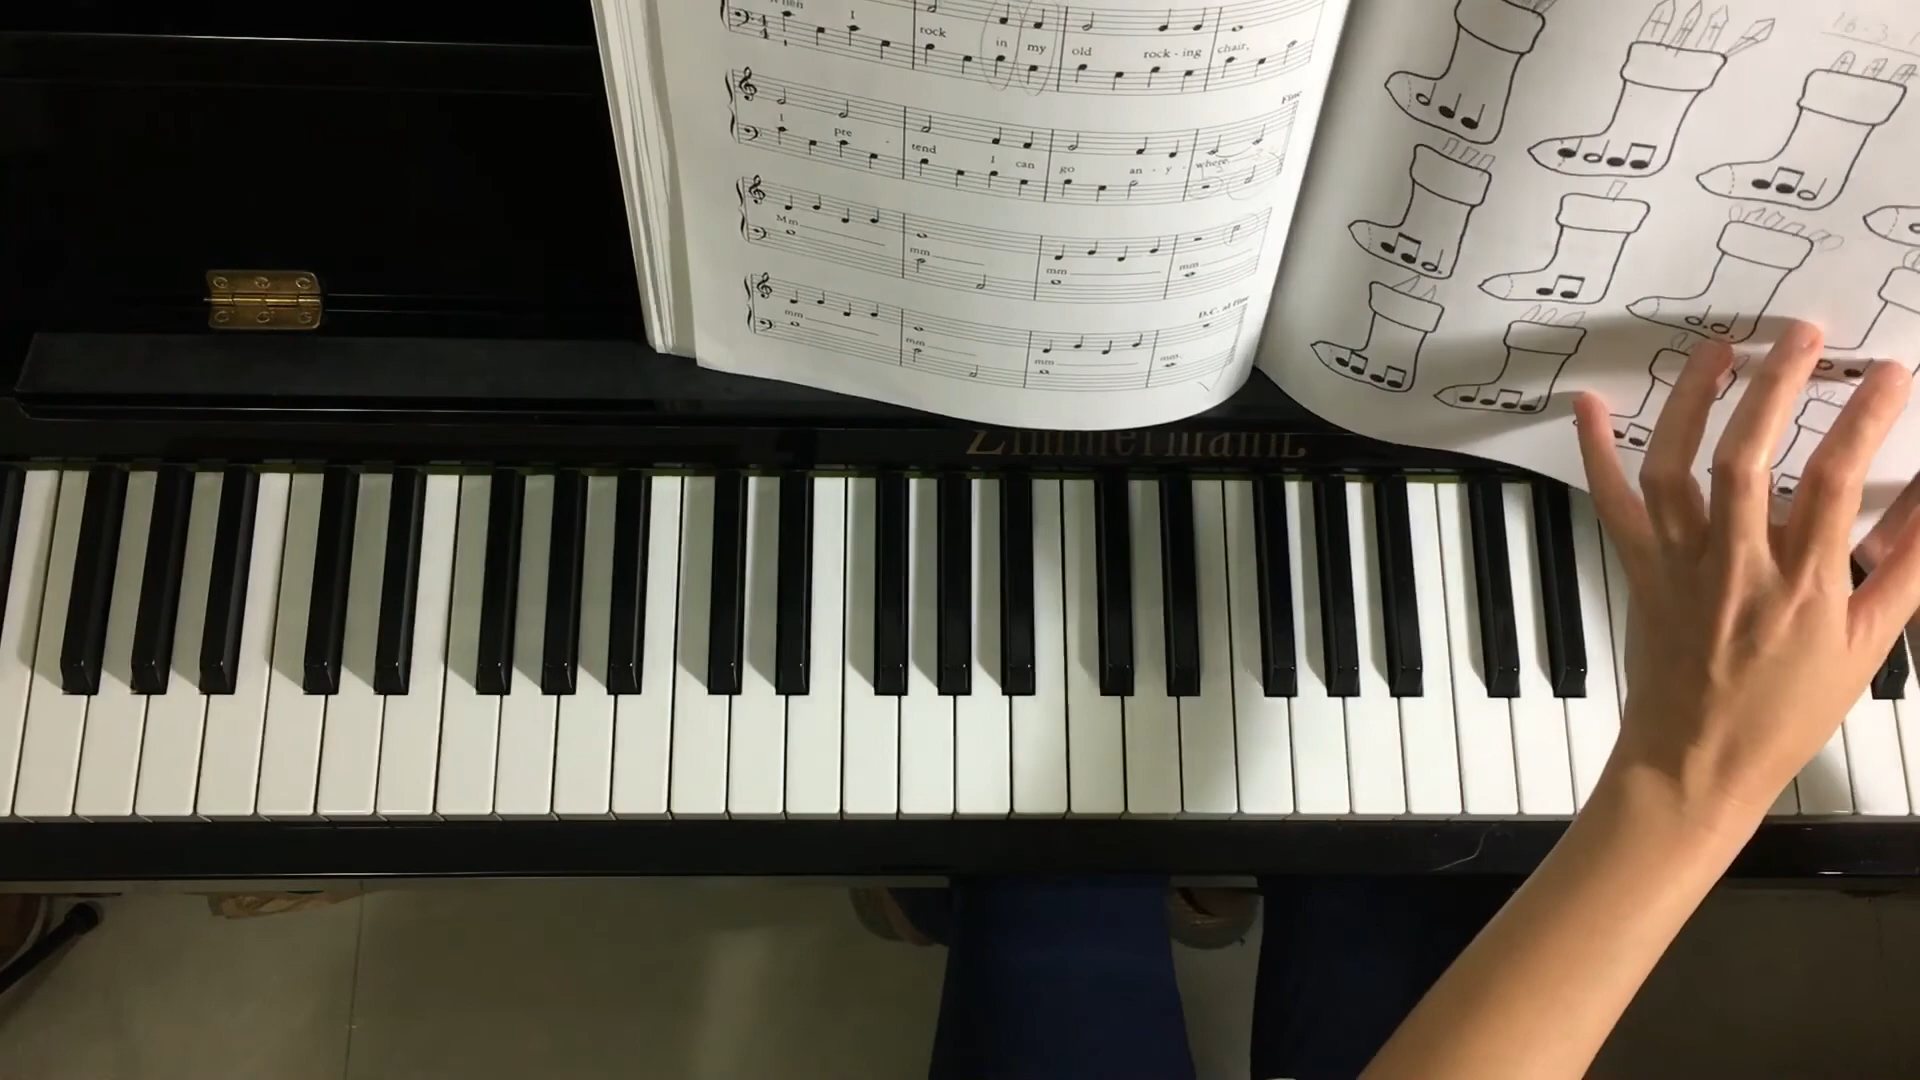 When I rock in my old rock - ing chair,
Fine
I pre - tend I can go an - y - where.
Mm mm mm mm
D.C. al Fine
mm mm mm mm.
Zimmermann